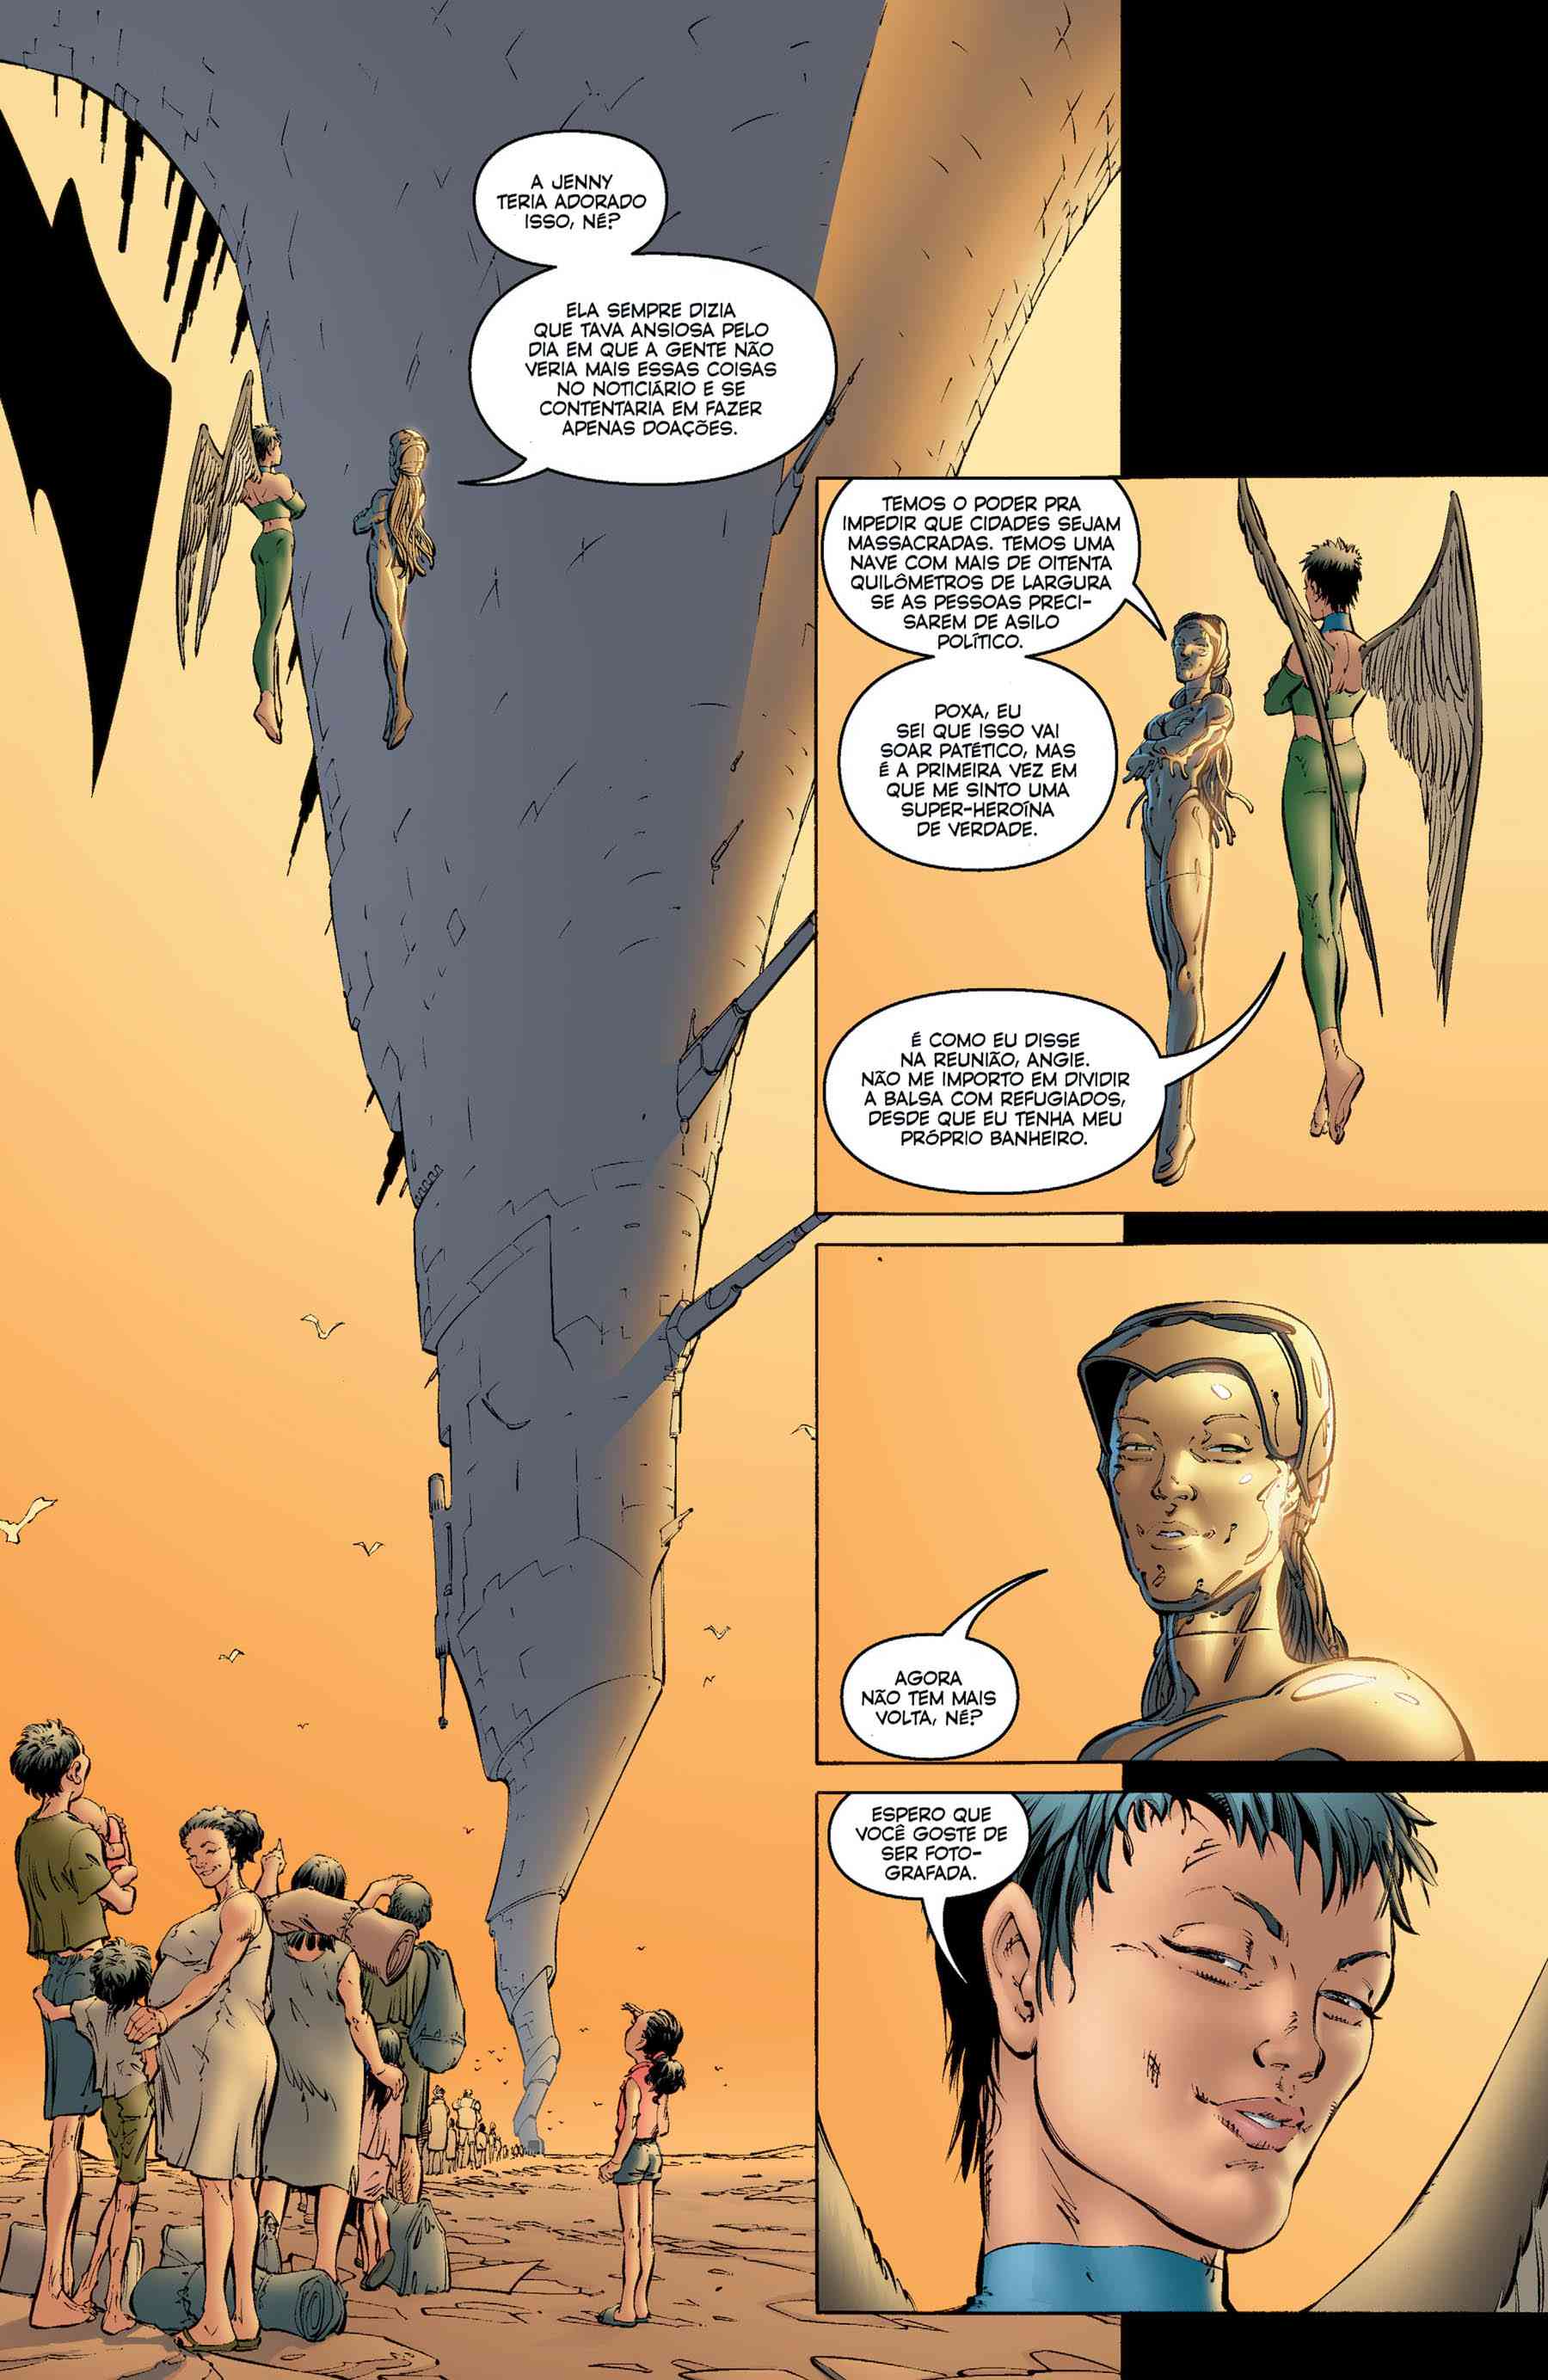 A JENNY
TERIA ADORADO
ISSO, NÉ?
ELA SEMPRE DIZIA
QUE TAVA ANSIOSA PELO
DIA EM QUE A GENTE NÃO
VERIA MAIS ESSAS COISAS
NO NOTICIÁRIO E SE
CONTENTARIA EM FAZER
APENAS DOAÇÕES.
TEMOS O PODER PRA
IMPEDIR QUE CIDADES SEJAM
MASSACRADAS. TEMOS UMA
NAVE COM MAIS DE OITENTA
QUILÔMETROS DE LARGURA
SE AS PESSOAS PRECI-
SAREM DE ASILO
POLÍTICO.
POXA, EU
SEI QUE ISSO VAI
SOAR PATÉTICO, MAS
É A PRIMEIRA VEZ EM
QUE ME SINTO UMA
SUPER-HEROÍNA
DE VERDADE.
É COMO EU DISSE
NA REUNIÃO, ANGIE.
NÃO ME IMPORTO EM DIVIDIR
A BALSA COM REFUGIADOS,
DESDE QUE EU TENHA MEU
PRÓPRIO BANHEIRO.
AGORA
NÃO TEM MAIS
VOLTA, NÉ?
ESPERO QUE
VOCÊ GOSTE DE
SER FOTO-
GRAFADA.